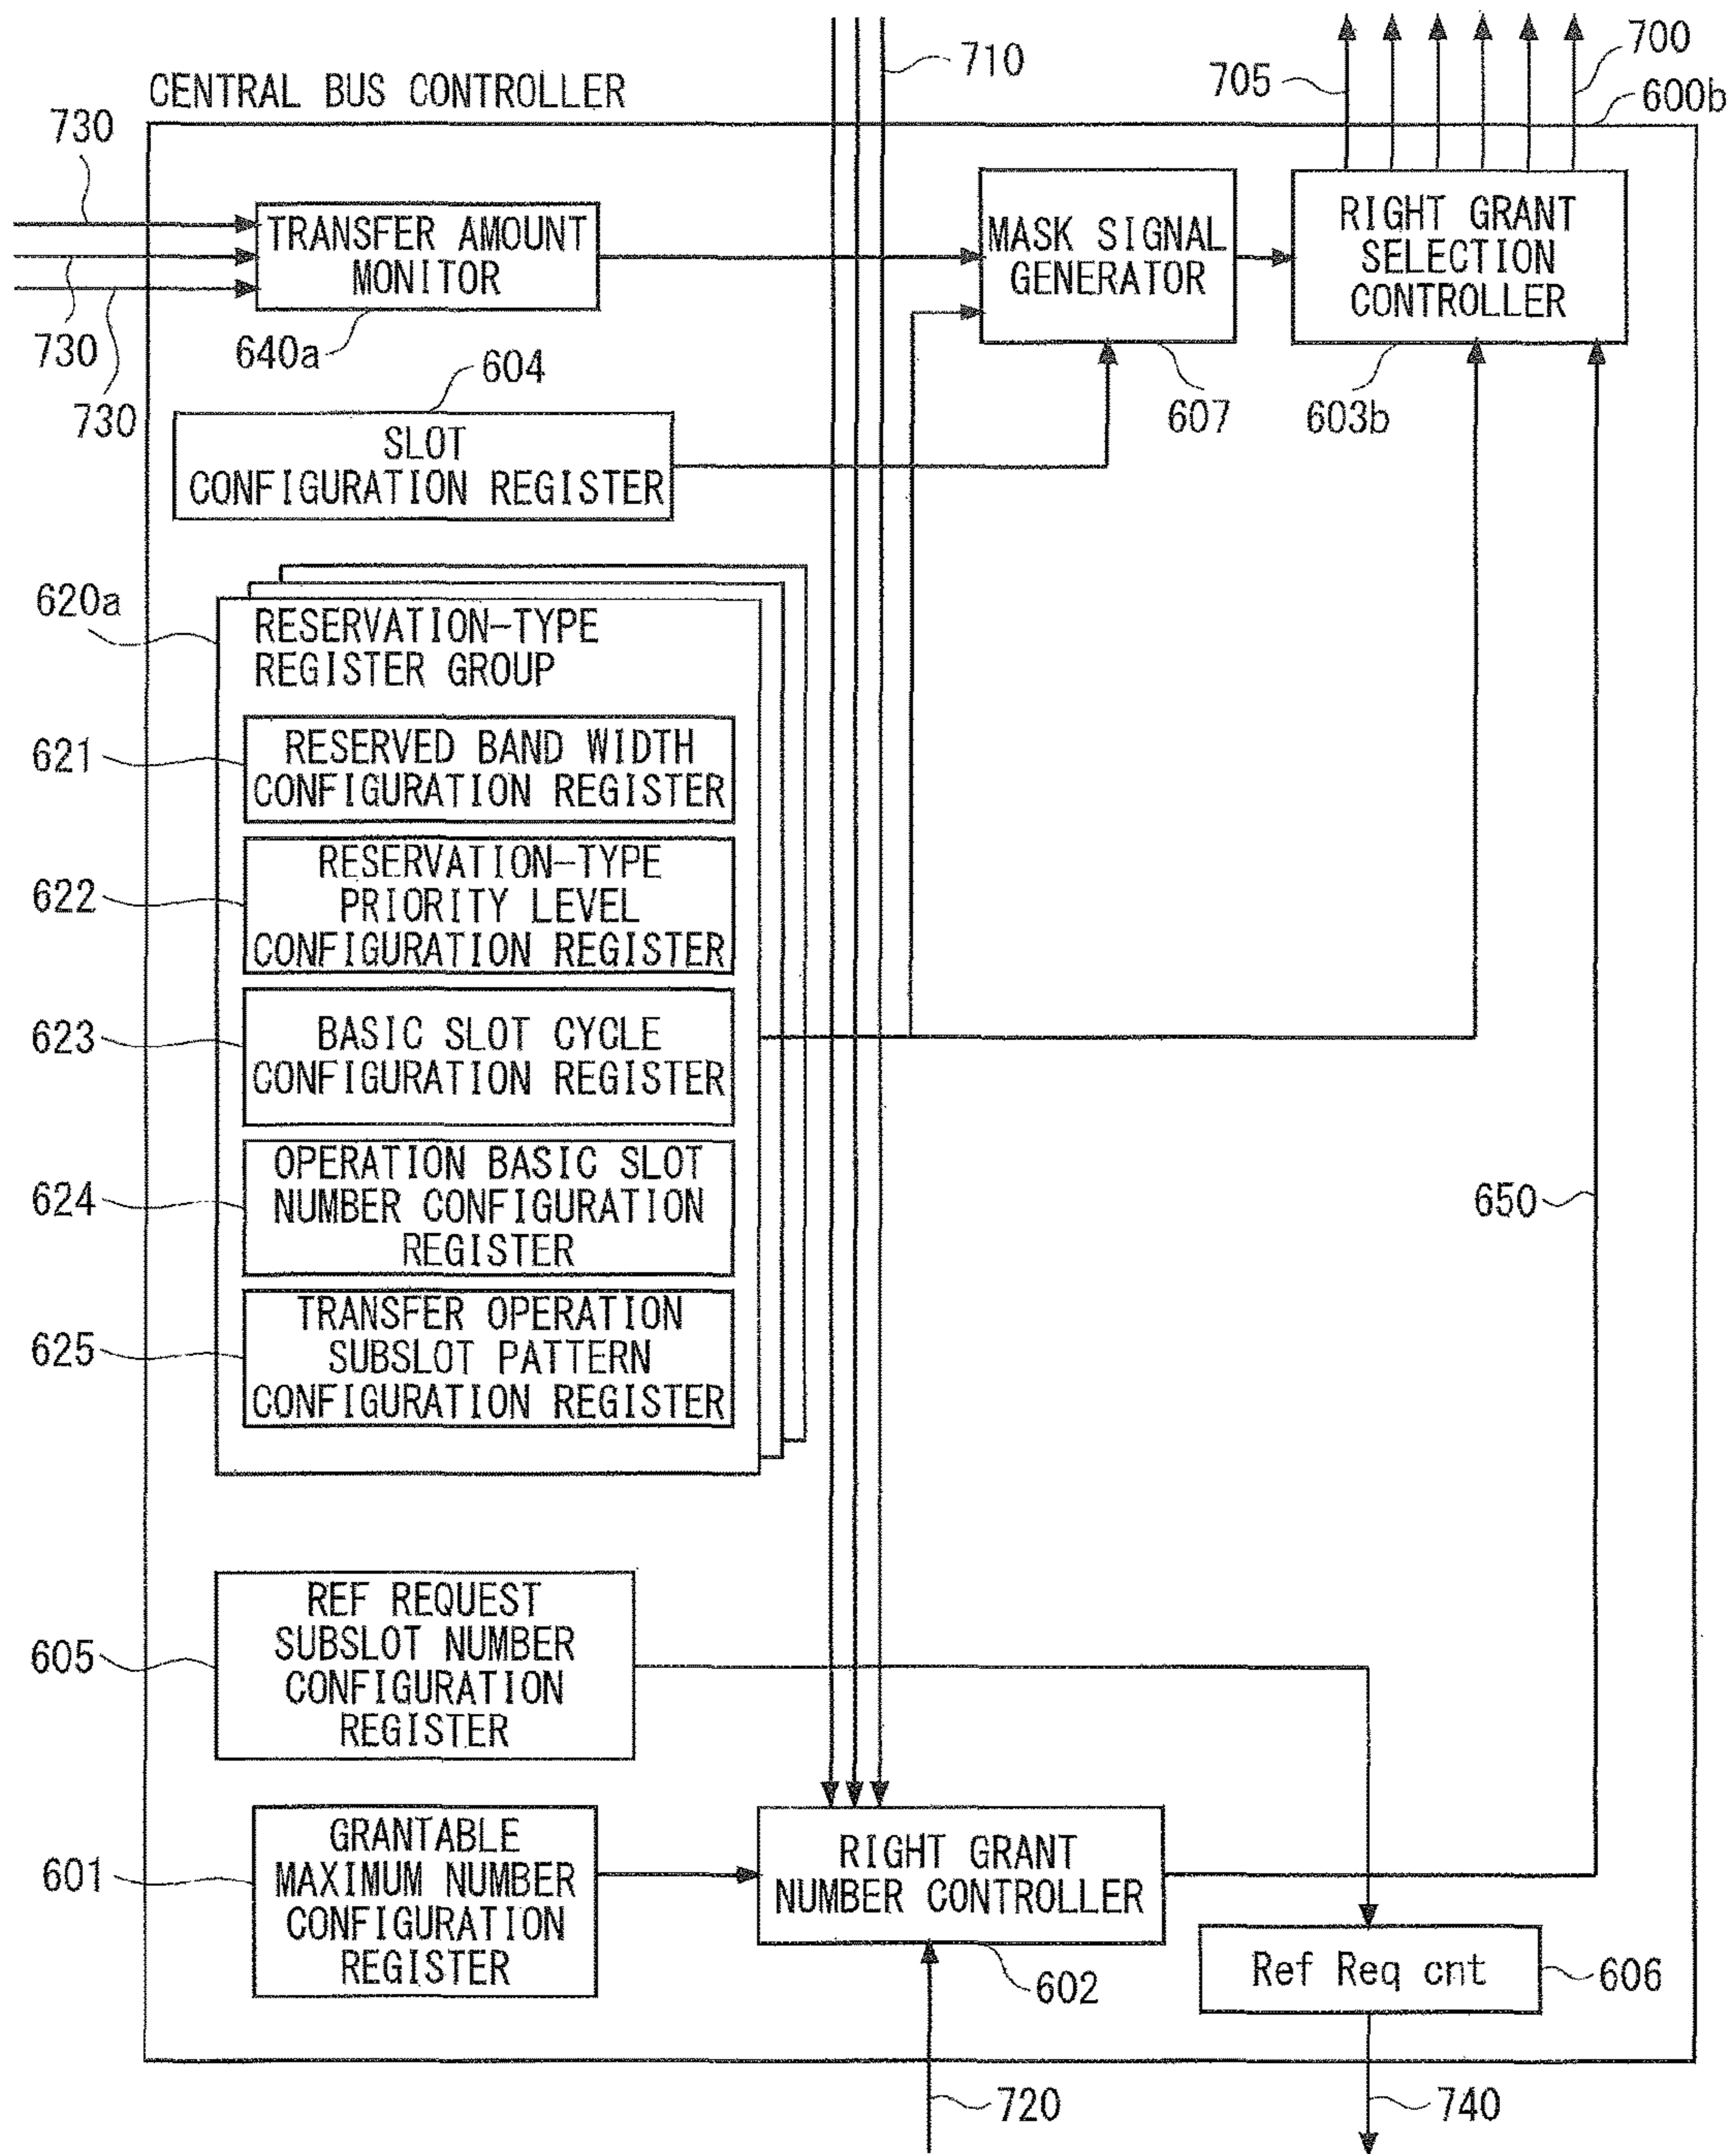 710
705
700
600b
CENTRAL BUS CONTROLLER
730
TRANSFER AMOUNT
MONITOR
730
730
640a
MASK SIGNAL
GENERATOR
607
RIGHT GRANT
SELECTION
CONTROLLER
603b
604
SLOT
CONFIGURATION REGISTER
620a
RESERVATION-TYPE
REGISTER GROUP
621
RESERVED BAND WIDTH
CONFIGURATION REGISTER
622
RESERVATION-TYPE
PRIORITY LEVEL
CONFIGURATION REGISTER
623
BASIC SLOT CYCLE
CONFIGURATION REGISTER
624
OPERATION BASIC SLOT
NUMBER CONFIGURATION
REGISTER
625
TRANSFER OPERATION
SUBSLOT PATTERN
CONFIGURATION REGISTER
650
605
REF REQUEST
SUBSLOT NUMBER
CONFIGURATION
REGISTER
601
GRANTABLE
MAXIMUM NUMBER
CONFIGURATION
REGISTER
RIGHT GRANT
NUMBER CONTROLLER
602
Ref Req cnt
606
720
740